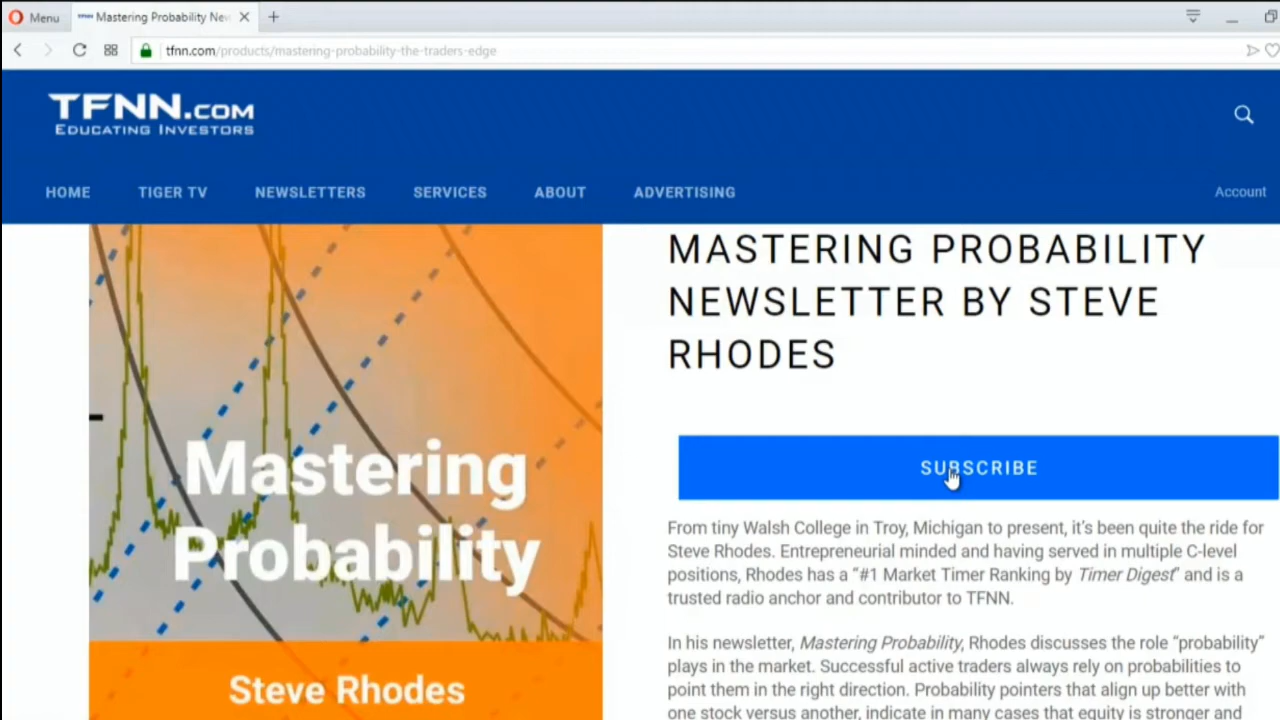 Menu
Mastering Probability Nev
tfnn.com/products/mastering-probability-the-traders-edge
TFNN.COM
EDUCATING INVESTORS
HOME TIGER TV NEWSLETTERS SERVICES ABOUT ADVERTISING Account
MASTERING PROBABILITY
NEWSLETTER BY STEVE
RHODES
Mastering
Probability
Steve Rhodes
SUBSCRIBE
From tiny Walsh College in Troy, Michigan to present, it's been quite the ride for
Steve Rhodes. Entrepreneurial minded and having served in multiple C-level
positions, Rhodes has a “#1 Market Timer Ranking by Timer Digest” and is a
trusted radio anchor and contributor to TFNN.
In his newsletter, Mastering Probability, Rhodes discusses the role “probability”
plays in the market. Successful active traders always rely on probabilities to
point them in the right direction. Probability pointers that align up better with
one stock versus another, indicate in many cases that equity is stronger and